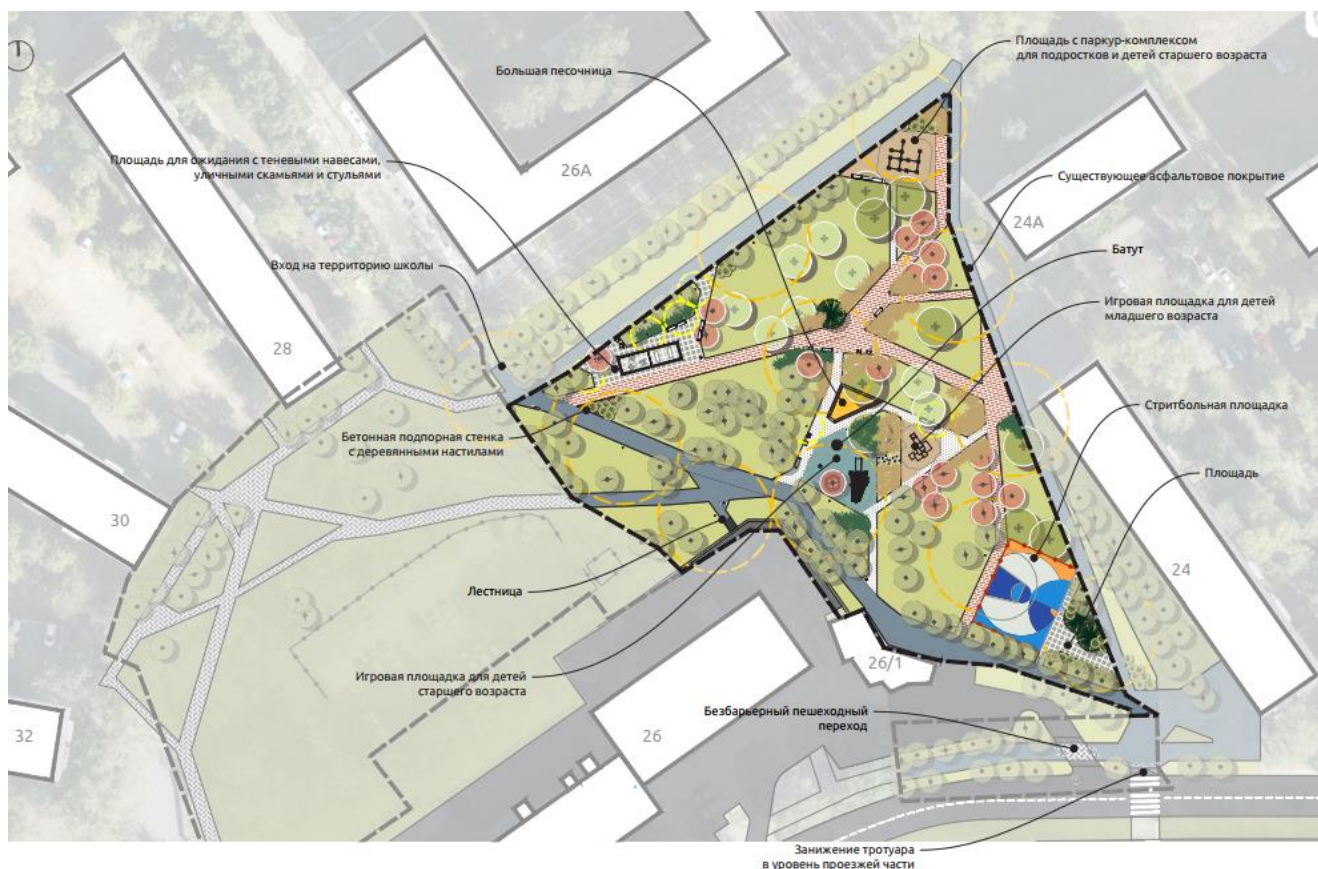 Площадь с паркур-комплексом
для подростков и детей старшего возраста
Большая песочница
Площадь для ожидания с теневыми навесами,
уличными скамьями и стульями
26А
Существующее асфальтовое покрытие
24А
Батут
Вход на территорию школы
Игровая площадка для детей
младшего возраста
28
Стритбольная площадка
Бетонная подпорная стенка
с деревянными настилами
Площадь
30
24
Лестница
26/1
Игровая площадка для детей
старшего возраста
Безбарьерный пешеходный
переход
32
26
Занижение тротуара
в уровень проезжей части